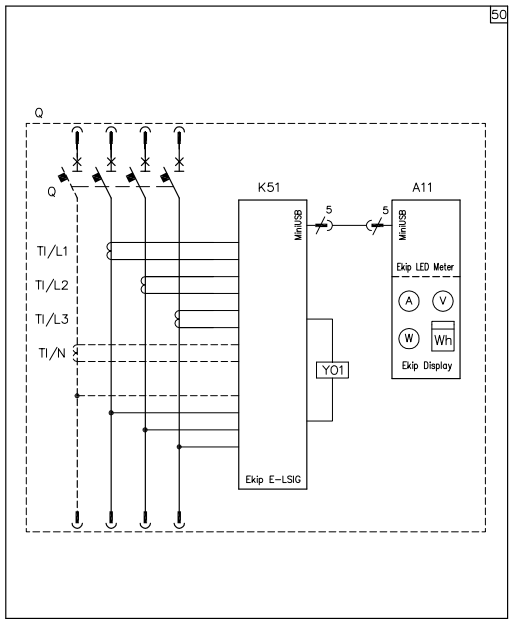 50
Q
K51
A11
Q
5
5
MiniUSB
MiniUSB
TI/L1
Ekip LED Meter
TI/L2
A
V
TI/L3
W
Wh
TI/N
Ekip Display
YO1
Ekip E-LSIG